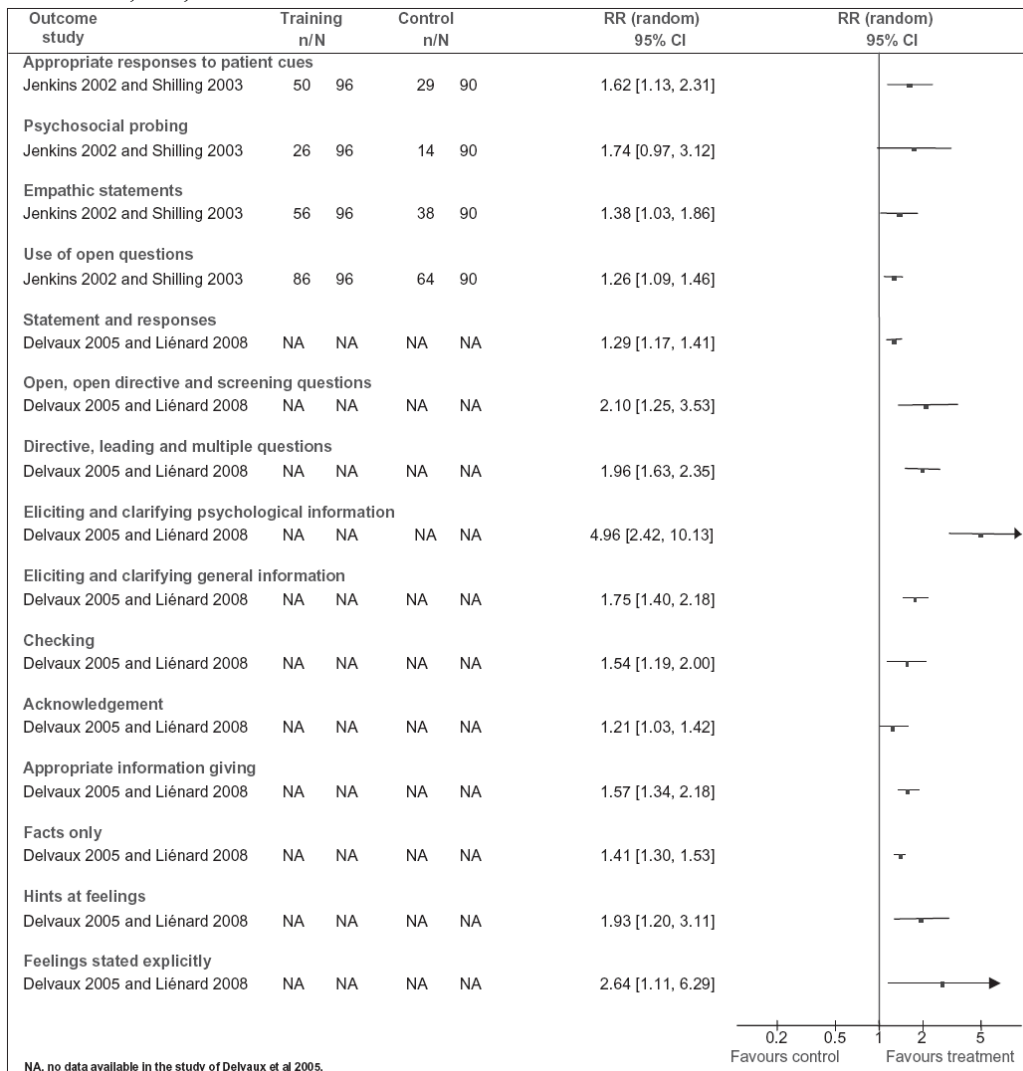 Outcome Training Control RR (random) RR (random)
study n/N n/N 95% CI 95% CI
Appropriate responses to patient cues
Jenkins 2002 and Shilling 2003 50 96 29 90 1.62 [1.13, 2.31]
Psychosocial probing
Jenkins 2002 and Shilling 2003 26 96 14 90 1.74 [0.97, 3.12]
Empathic statements
Jenkins 2002 and Shilling 2003 56 96 38 90 1.38 [1.03, 1.86]
Use of open questions
Jenkins 2002 and Shilling 2003 86 96 64 90 1.26 [1.09, 1.46]
Statement and responses
Delvaux 2005 and Liénard 2008 NA NA NA NA 1.29 [1.17, 1.41]
Open, open directive and screening questions
Delvaux 2005 and Liénard 2008 NA NA NA NA 2.10 [1.25, 3.53]
Directive, leading and multiple questions
Delvaux 2005 and Liénard 2008 NA NA NA NA 1.96 [1.63, 2.35]
Eliciting and clarifying psychological information
Delvaux 2005 and Liénard 2008 NA NA NA NA 4.96 [2.42, 10.13]
Eliciting and clarifying general information
Delvaux 2005 and Liénard 2008 NA NA NA NA 1.75 [1.40, 2.18]
Checking
Delvaux 2005 and Liénard 2008 NA NA NA NA 1.54 [1.19, 2.00]
Acknowledgement
Delvaux 2005 and Liénard 2008 NA NA NA NA 1.21 [1.03, 1.42]
Appropriate information giving
Delvaux 2005 and Liénard 2008 NA NA NA NA 1.57 [1.34, 2.18]
Facts only
Delvaux 2005 and Liénard 2008 NA NA NA NA 1.41 [1.30, 1.53]
Hints at feelings
Delvaux 2005 and Liénard 2008 NA NA NA NA 1.93 [1.20, 3.11]
Feelings stated explicitly
Delvaux 2005 and Liénard 2008 NA NA NA NA 2.64 [1.11, 6.29]
0.2 0.5 1 2 5
Favours control Favours treatment
NA, no data available in the study of Delvaux et al 2005.